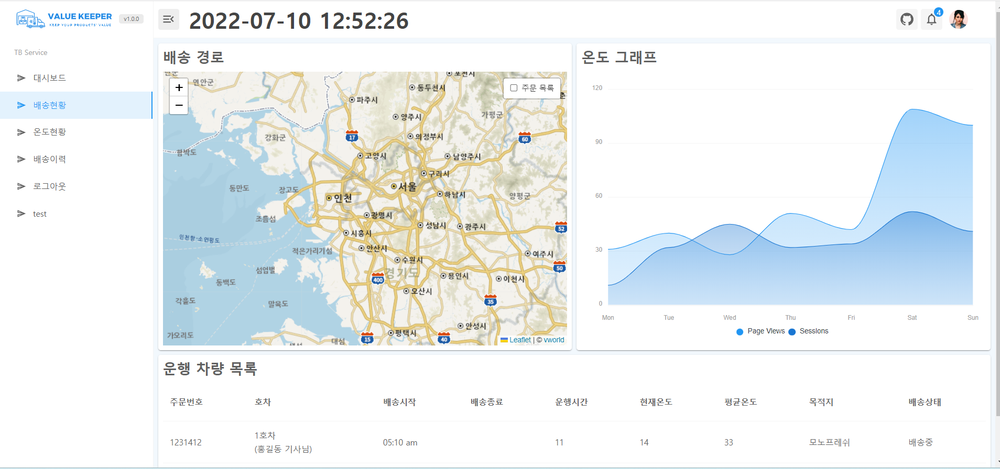 VALUE KEEPER
KEEP YOUR PRODUCTS' VALUE
v1.0.0
2022-07-10 12:52:26
4
TB Service
대시보드
배송현황
온도현황
배송이력
로그아웃
test
배송 경로
+
−
주문 목록
연안군
포천시
동두천시
파주시
양주시
가평군
강화군
17
의정부시
60
함박도
고양시
남양주시
구리시
동만도
장고도
서울
인천
하남시
양평군
조름섬
광명시
성남시
광주시
52
시흥시
인천항-소연평도
안산시
적은가리기섬
수원시
여주시
섬업벌
경기도
용인시
50
400
이천시
동백도
오산시
각흘도
말육도
35
안성시
가오리도
평택시
15
40
대섬
Leaflet | © vworld
온도 그래프
120
90
60
30
0
Mon Tue Wed Thu Fri Sat Sun
Page Views Sessions
운행 차량 목록
주문번호 호차 배송시작 배송종료 운행시간 현재온도 평균온도 목적지 배송상태
1231412 1호차 (홍길동 기사님) 05:10 am 11 14 33 모노프레쉬 배송중